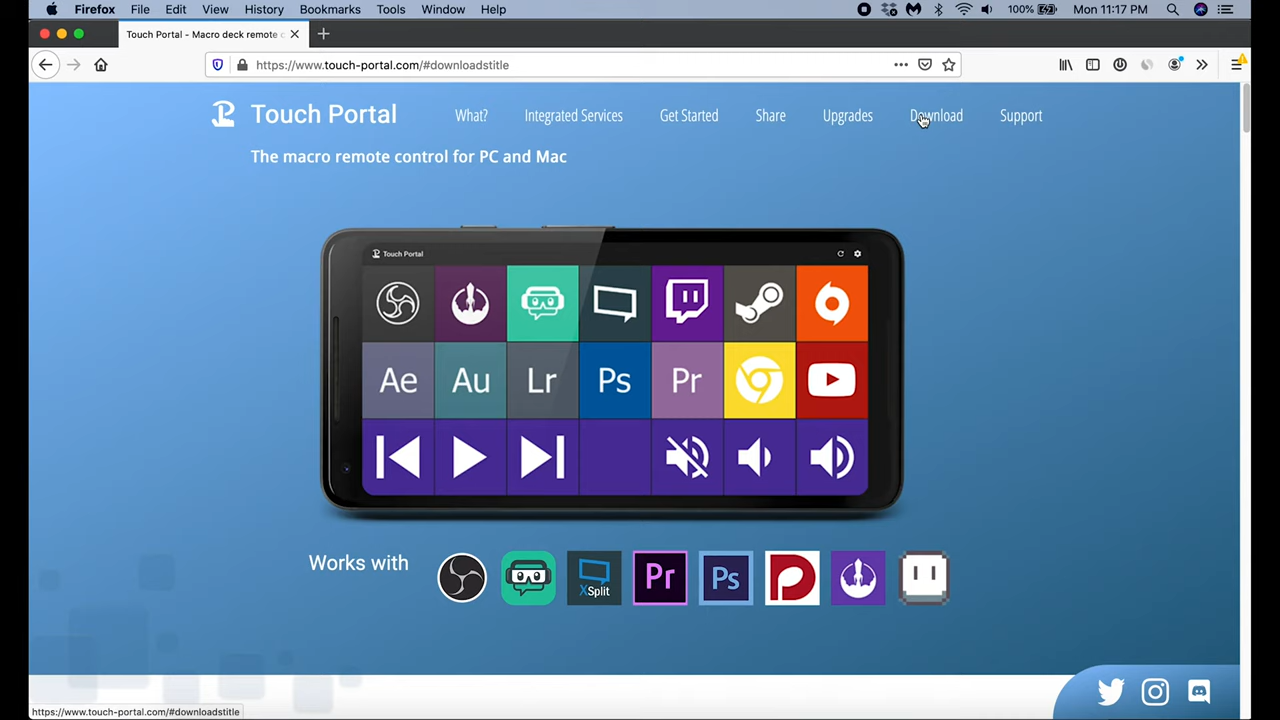 Firefox File Edit View History Bookmarks Tools Window Help 100% Mon 11:17 PM
Touch Portal - Macro deck remote c
https://www.touch-portal.com/#downloadstitle
Touch Portal What? Integrated Services Get Started Share Upgrades Download Support
The macro remote control for PC and Mac
Touch Portal
Ae Au Lr Ps Pr
Works with
XSplit Pr Ps
https://www.touch-portal.com/#downloadstitle